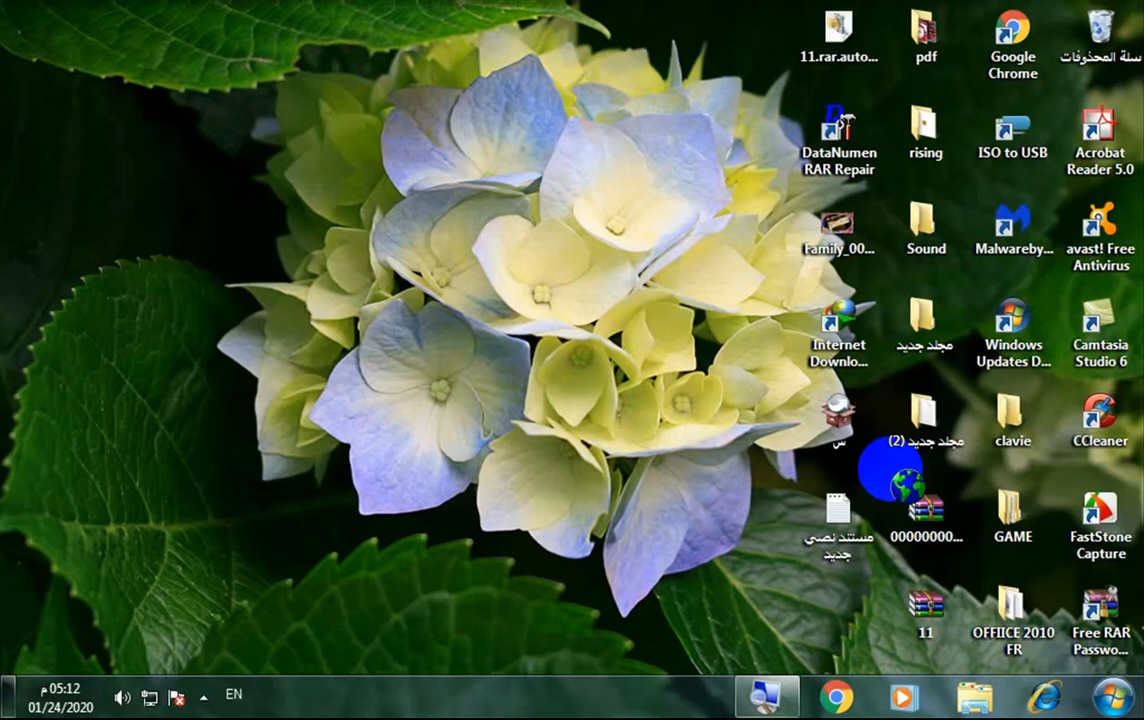 سلة المحذوفات
Acrobat
Reader 5.0
avast! Free
Antivirus
Camtasia
Studio 6
CCleaner
FastStone
Capture
Free RAR
Passwo...
Google
Chrome
ISO to USB
Malwareby...
Windows
Updates D...
clavie
GAME
OFFIICE 2010
FR
pdf
rising
Sound
مجلد جديد
مجلد جديد (2)
00000000...
11
11.rar.auto...
DataNumen
RAR Repair
Family_00...
Internet
Downlo...
س
مستند نصي
جديد
EN
05:12 م
01/24/2020